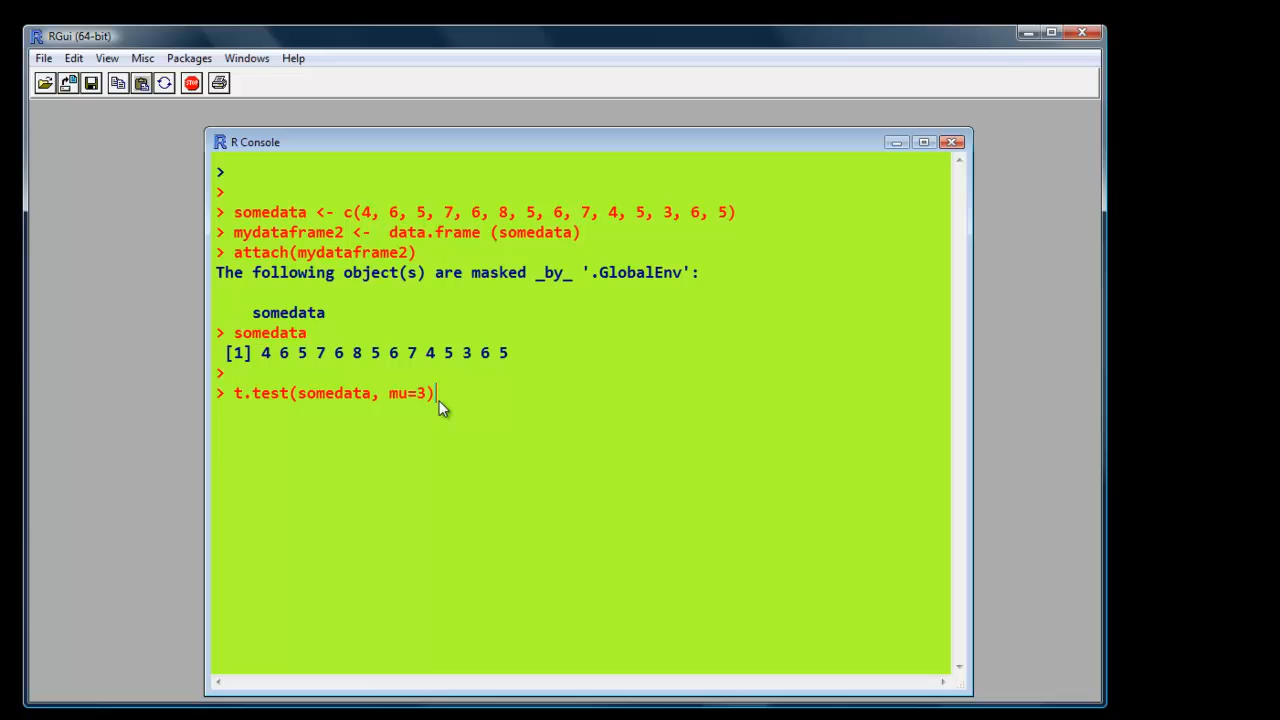 RGui (64-bit)
File Edit View Misc Packages Windows Help
STOP
R Console
>
>
> somedata <- c(4, 6, 5, 7, 6, 8, 5, 6, 7, 4, 5, 3, 6, 5)
> mydataframe2 <-  data.frame (somedata)
> attach(mydataframe2)
The following object(s) are masked _by_ '.GlobalEnv':
somedata
> somedata
[1] 4 6 5 7 6 8 5 6 7 4 5 3 6 5
>
> t.test(somedata, mu=3)